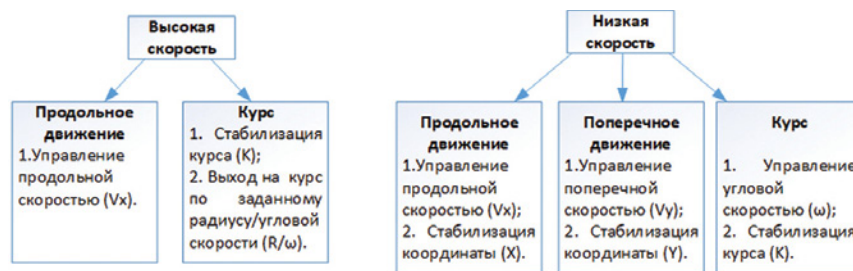 Высокая
скорость
Продольное
движение
1.Управление
продольной
скоростью (Vx).
Курс
1. Стабилизация
курса (K);
2. Выход на курс
по заданному
радиусу/угловой
скорости (R/ω).
Низкая
скорость
Продольное
движение
1.Управление
продольной
скоростью (Vx);
2. Стабилизация
координаты (X).
Поперечное
движение
1.Управление
поперечной
скоростью (Vy);
2. Стабилизация
координаты (Y).
Курс
1. Управление
угловой
скоростью (ω);
2. Стабилизация
курса (K).